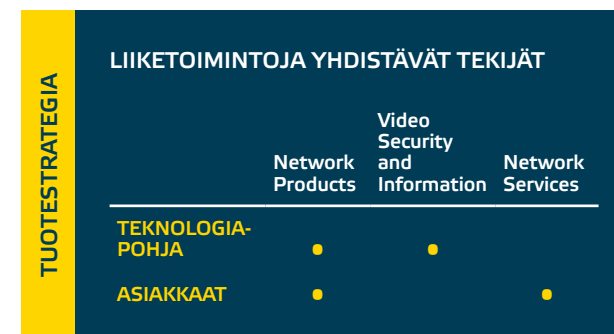 TUOTESTRATEGIA
LIIKETOIMINTOJA YHDISTÄVÄT TEKIJÄT
Network
Products
Video
Security
and
Information
Network
Services
TEKNOLOGIA-
POHJA
• •
ASIAKKAAT
• •